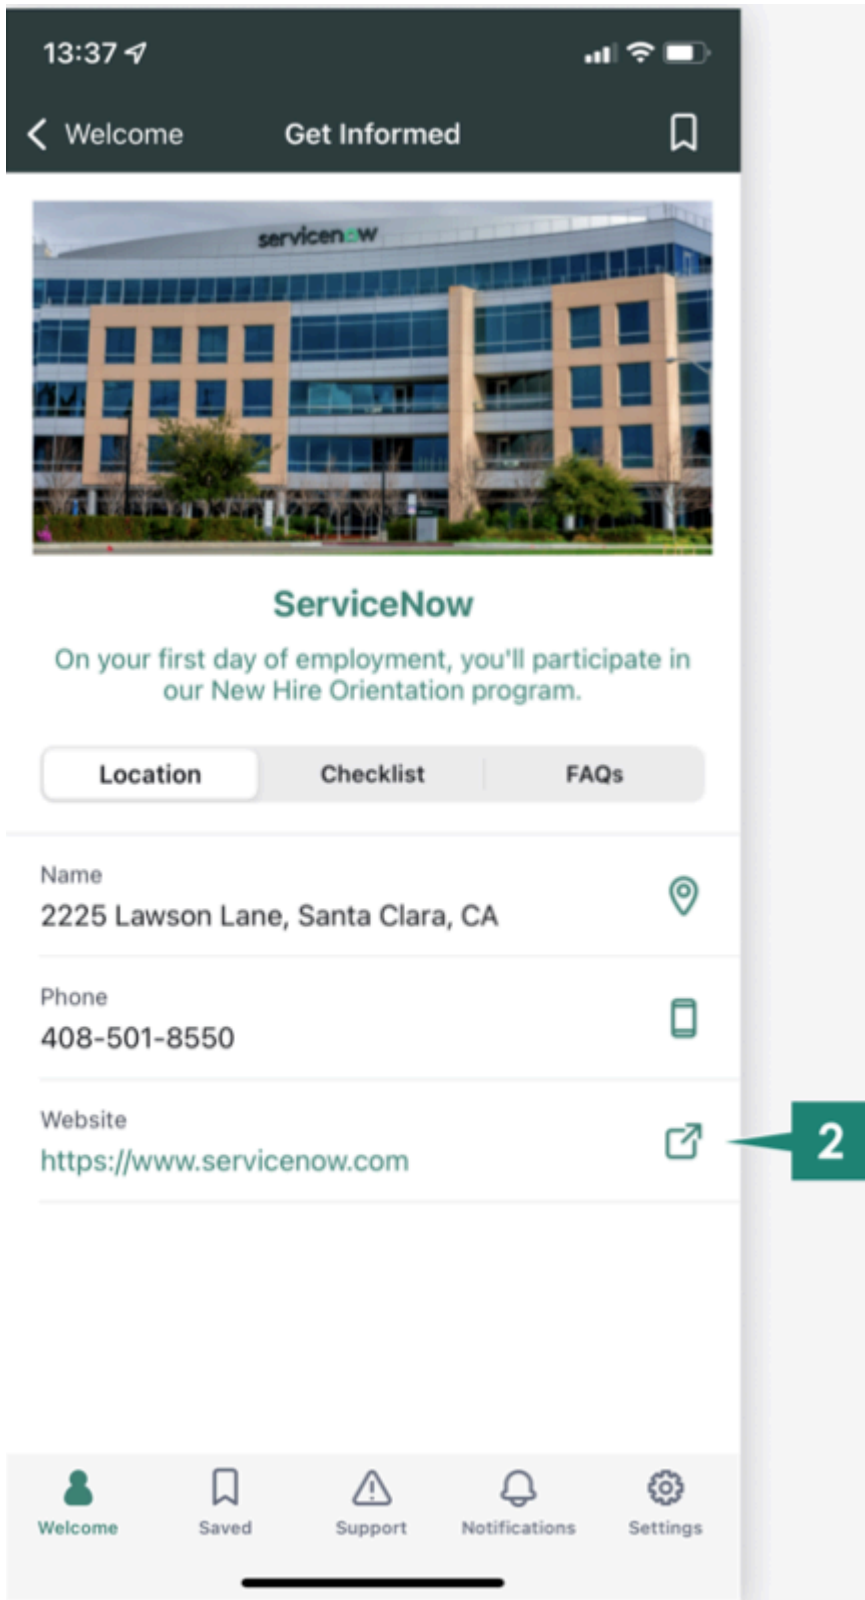 13:37
Welcome
Get Informed
servicenow
ServiceNow
On your first day of employment, you'll participate in
our New Hire Orientation program.
Location
Checklist
FAQs
Name
2225 Lawson Lane, Santa Clara, CA
Phone
408-501-8550
Website
https://www.servicenow.com
2
Welcome
Saved
Support
Notifications
Settings